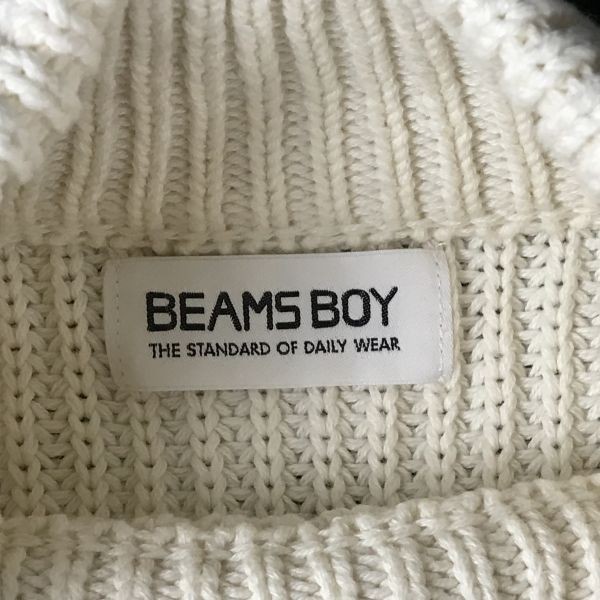 BEAMS BOY
THE STANDARD OF DAILY WEAR